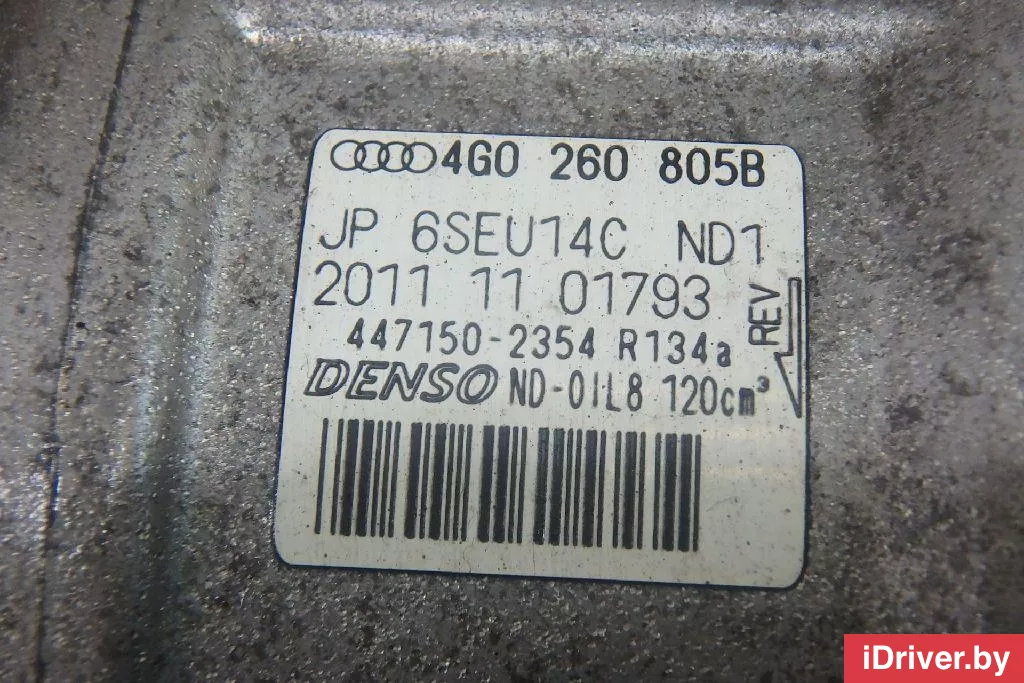 4G0 260 805B
JP 6SEU14C ND1
2011 11 01793
447150-2354 R134a
REV
DENSO ND-OIL8 120cm³
iDriver.by